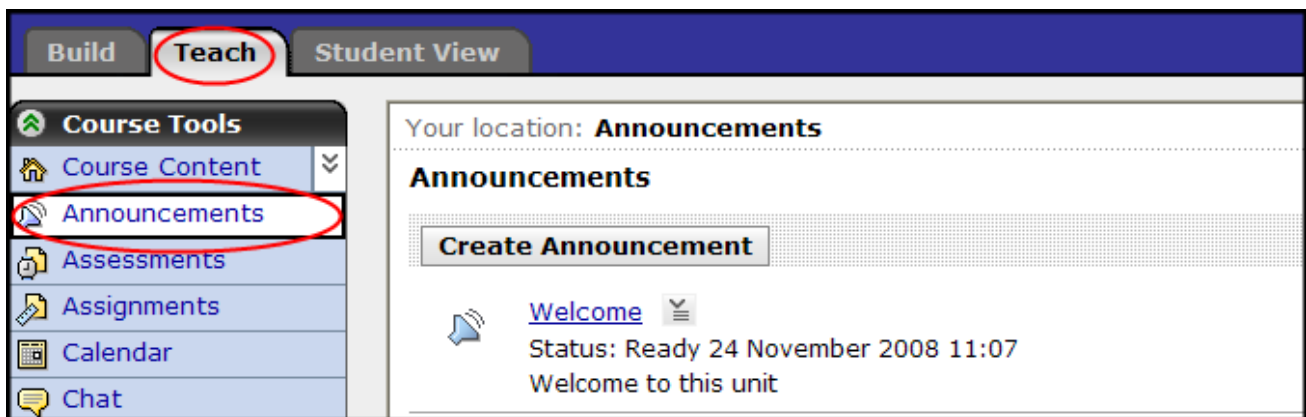 Build Teach Student View
Course Tools
Course Content
Announcements
Assessments
Assignments
Calendar
Chat
Your location: Announcements
Announcements
Create Announcement
Welcome
Status: Ready 24 November 2008 11:07
Welcome to this unit